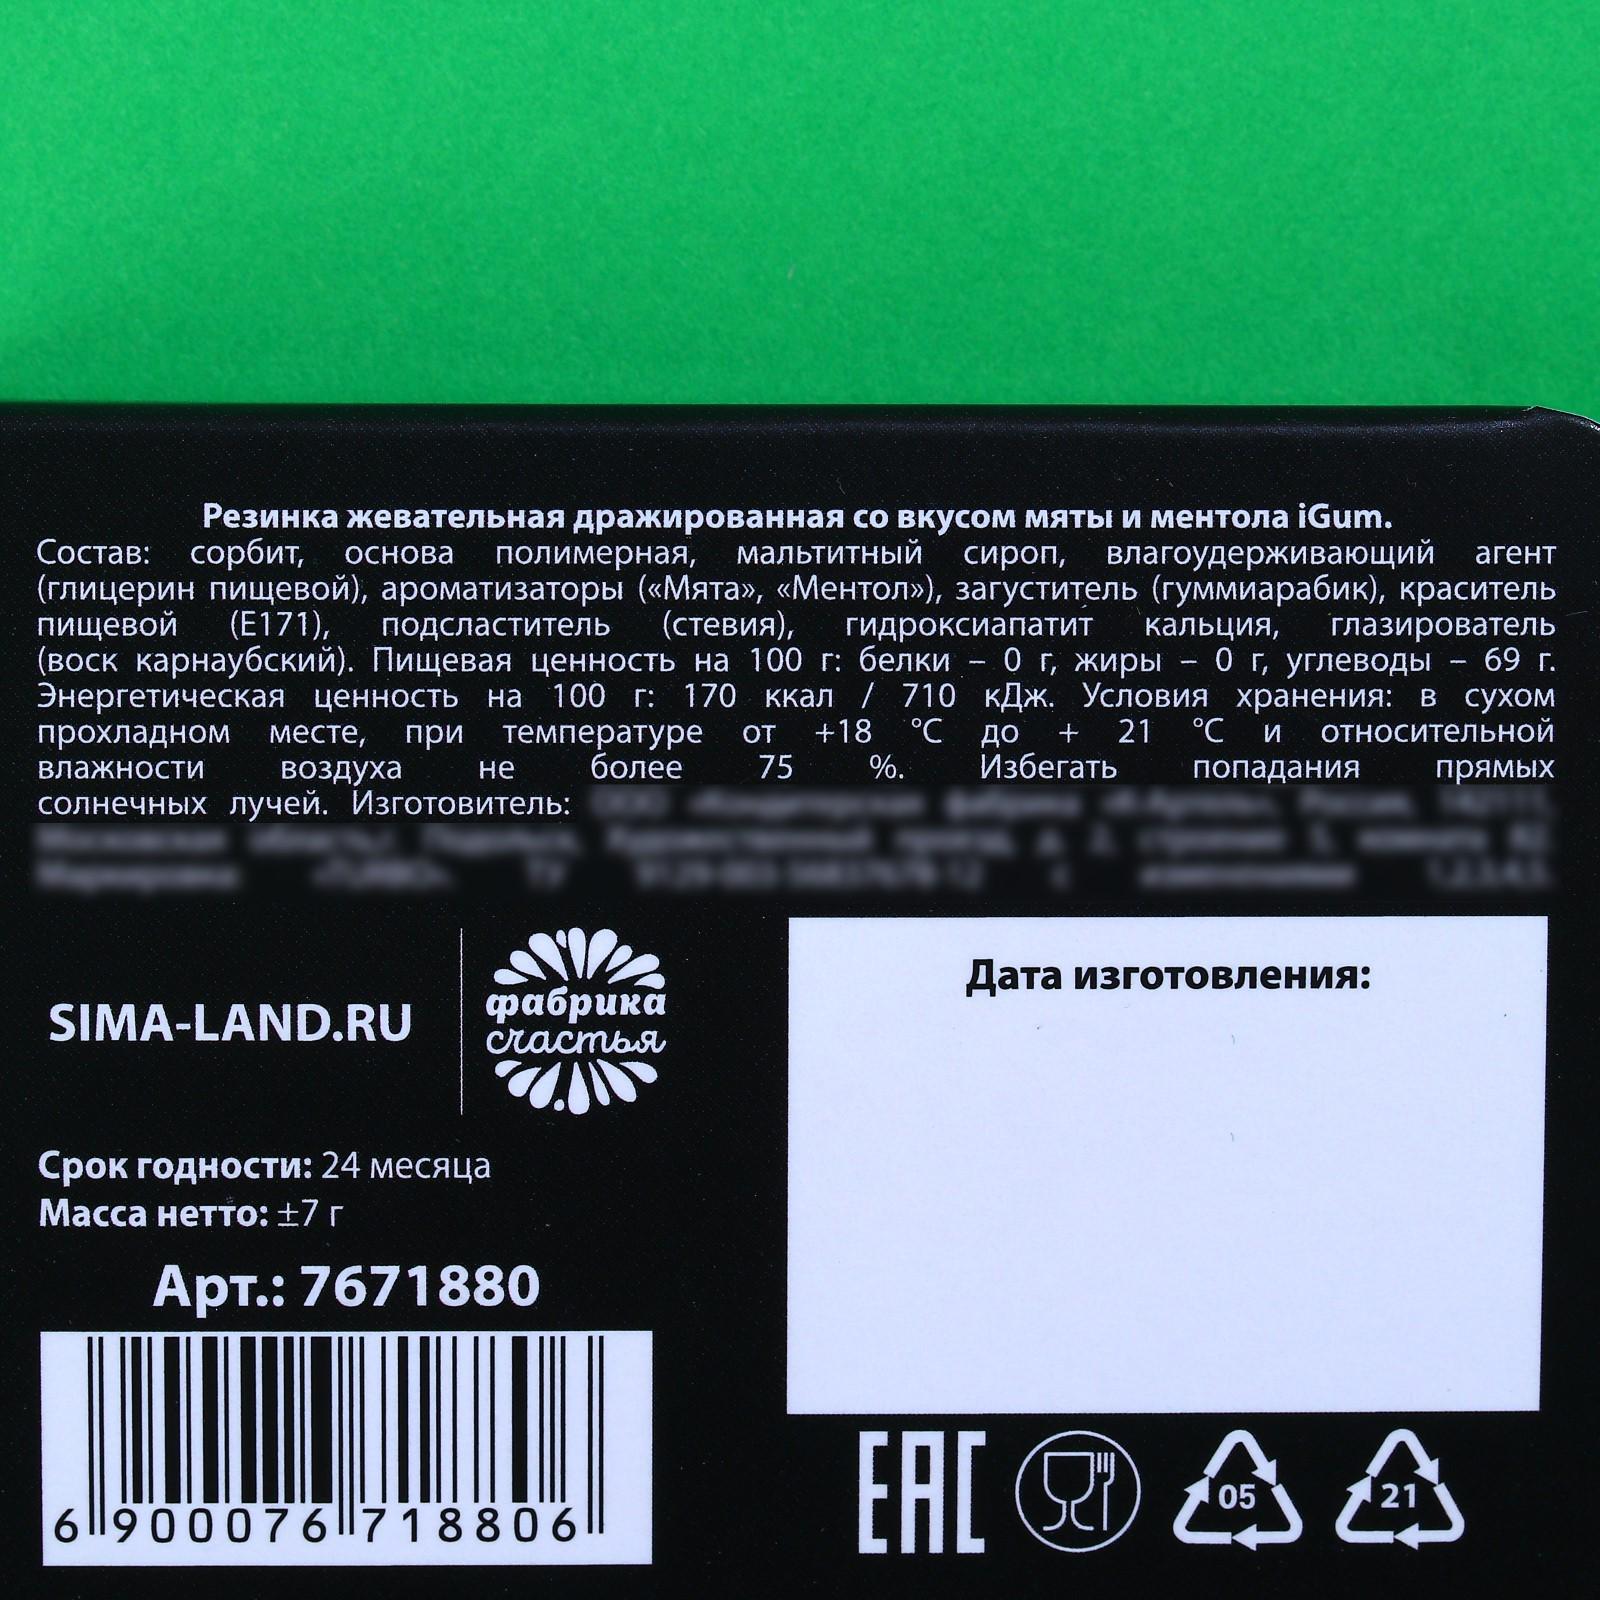 Резинка жевательная дражированная со вкусом мяты и ментола iGum.
Состав: сорбит, основа полимерная, мальтитный сироп, влагоудерживающий агент
(глицерин пищевой), ароматизаторы («Мята», «Ментол»), загуститель (гуммиарабик), краситель
пищевой (Е171), подсластитель (стевия), гидроксиапатит кальция, глазирователь
(воск карнаубский). Пищевая ценность на 100 г: белки – 0 г, жиры – 0 г, углеводы – 69 г.
Энергетическая ценность на 100 г: 170 ккал / 710 кДж. Условия хранения: в сухом
прохладном месте, при температуре от +18 °С до + 21 °С и относительной
влажности воздуха не более 75 %. Избегать попадания прямых
солнечных лучей. Изготовитель:
SIMA-LAND.RU
фабрика
счастья
Дата изготовления:
Срок годности: 24 месяца
Масса нетто: ±7 г
Арт.: 7671880
6 900076 718806
EAC
05
21